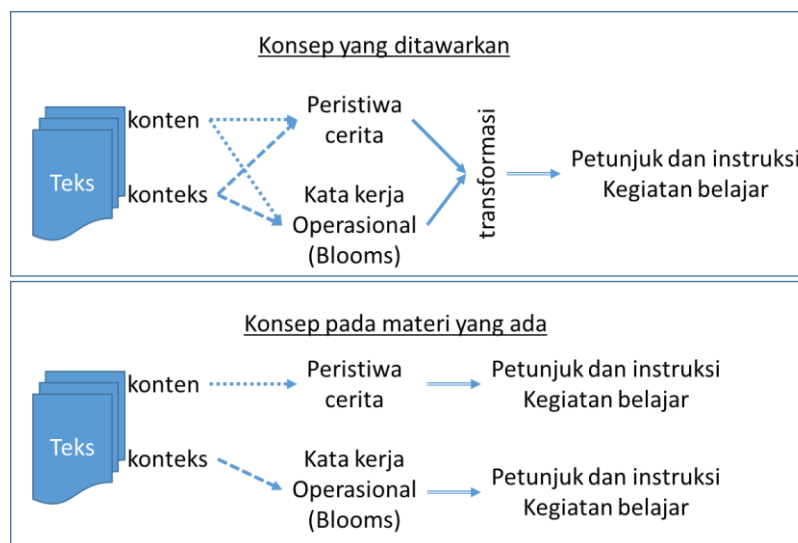 Konsep yang ditawarkan
Teks
konten
konteks
Peristiwa
cerita
Kata kerja
Operasional
(Blooms)
transformasi
Petunjuk dan instruksi
Kegiatan belajar
Konsep pada materi yang ada
Teks
konten
Peristiwa
cerita
Petunjuk dan instruksi
Kegiatan belajar
konteks
Kata kerja
Operasional
(Blooms)
Petunjuk dan instruksi
Kegiatan belajar